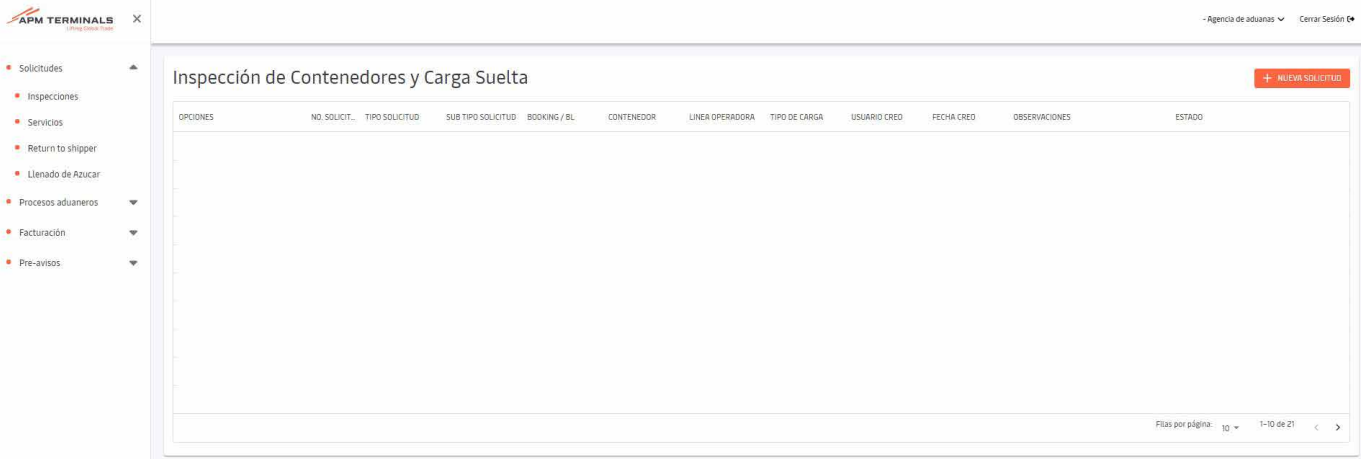 APM TERMINALS
Lifting Global Trade
- Agencia de aduanas
Cerrar Sesión
Solicitudes
Inspecciones
Servicios
Return to shipper
Llenado de Azucar
Procesos aduaneros
Facturación
Pre-avisos
Inspección de Contenedores y Carga Suelta
NUEVA SOLICITUD
OPCIONES NO. SOLICIT... TIPO SOLICITUD SUB TIPO SOLICITUD BOOKING / BL CONTENEDOR LINEA OPERADORA TIPO DE CARGA USUARIO CREO FECHA CREO OBSERVACIONES ESTADO
Filas por página: 10 1-10 de 21